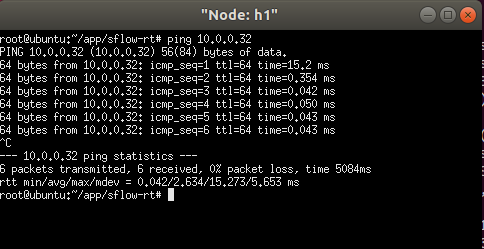 "Node: h1"
root@ubuntu:~/app/sflow-rt# ping 10.0.0.32
PING 10.0.0.32 (10.0.0.32) 56(84) bytes of data.
64 bytes from 10.0.0.32: icmp_seq=1 ttl=64 time=15.2 ms
64 bytes from 10.0.0.32: icmp_seq=2 ttl=64 time=0.354 ms
64 bytes from 10.0.0.32: icmp_seq=3 ttl=64 time=0.042 ms
64 bytes from 10.0.0.32: icmp_seq=4 ttl=64 time=0.050 ms
64 bytes from 10.0.0.32: icmp_seq=5 ttl=64 time=0.043 ms
64 bytes from 10.0.0.32: icmp_seq=6 ttl=64 time=0.043 ms
^C
--- 10.0.0.32 ping statistics ---
6 packets transmitted, 6 received, 0% packet loss, time 5084ms
rtt min/avg/max/mdev = 0.042/2.634/15.273/5.653 ms
root@ubuntu:~/app/sflow-rt#